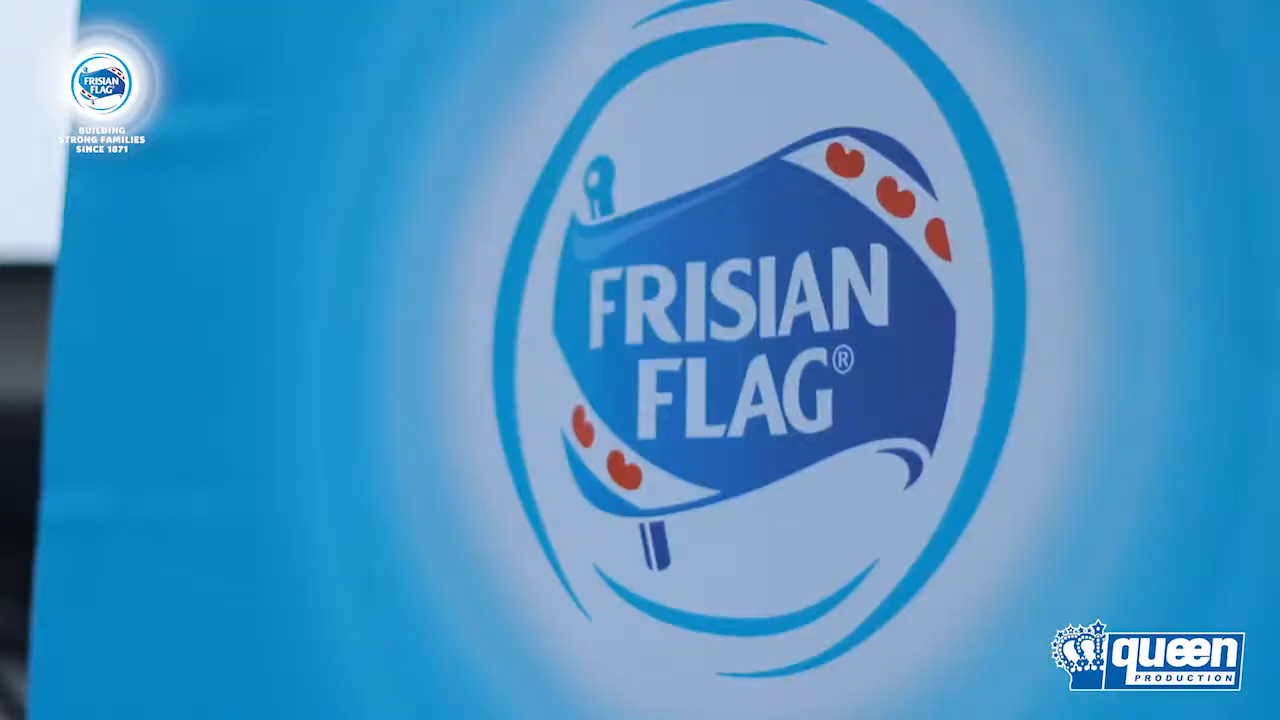 FRISIAN
FLAG
BUILDING
STRONG FAMILIES
SINCE 1871
FRISIAN
FLAG®
queen
PRODUCTION